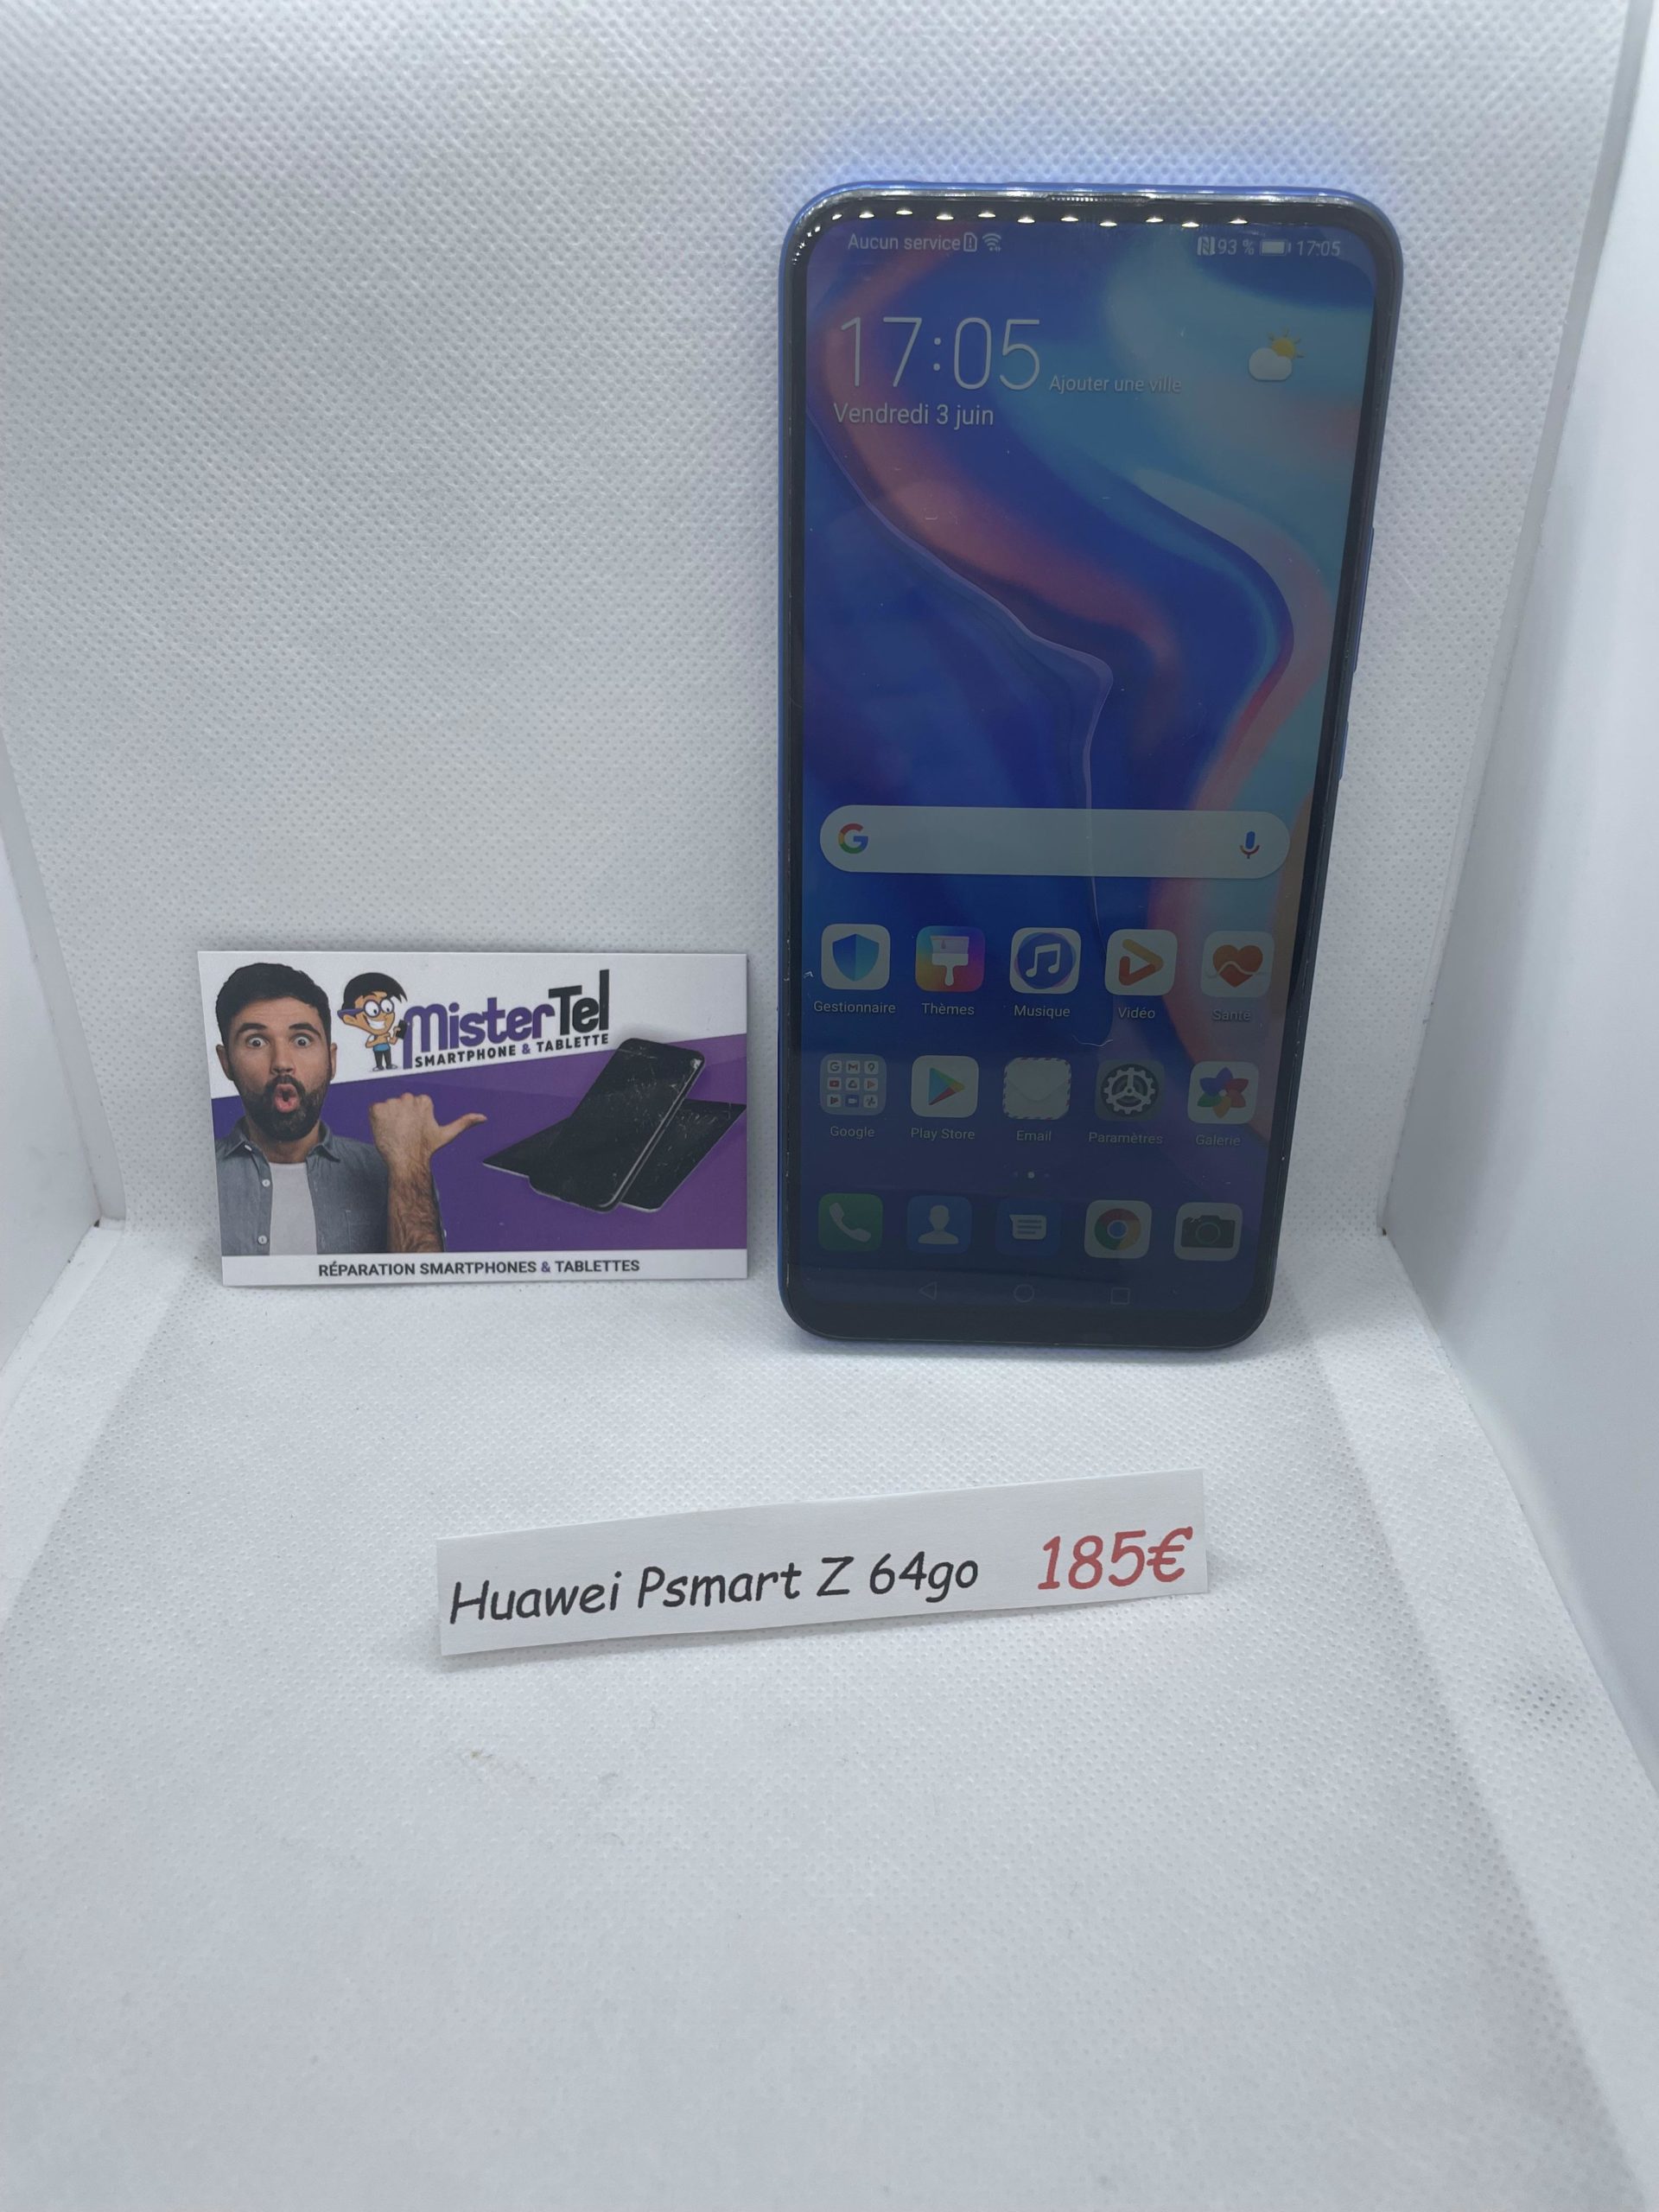 Aucun service
93 % 17:05
17:05
Ajouter une ville
Vendredi 3 juin
G
Gestionnaire Thèmes Musique Vidéo Santé
Google Play Store Email Paramètres Galerie
misterTel
SMARTPHONE & TABLETTE
RÉPARATION SMARTPHONES & TABLETTES
Huawei Psmart Z 64go 185€